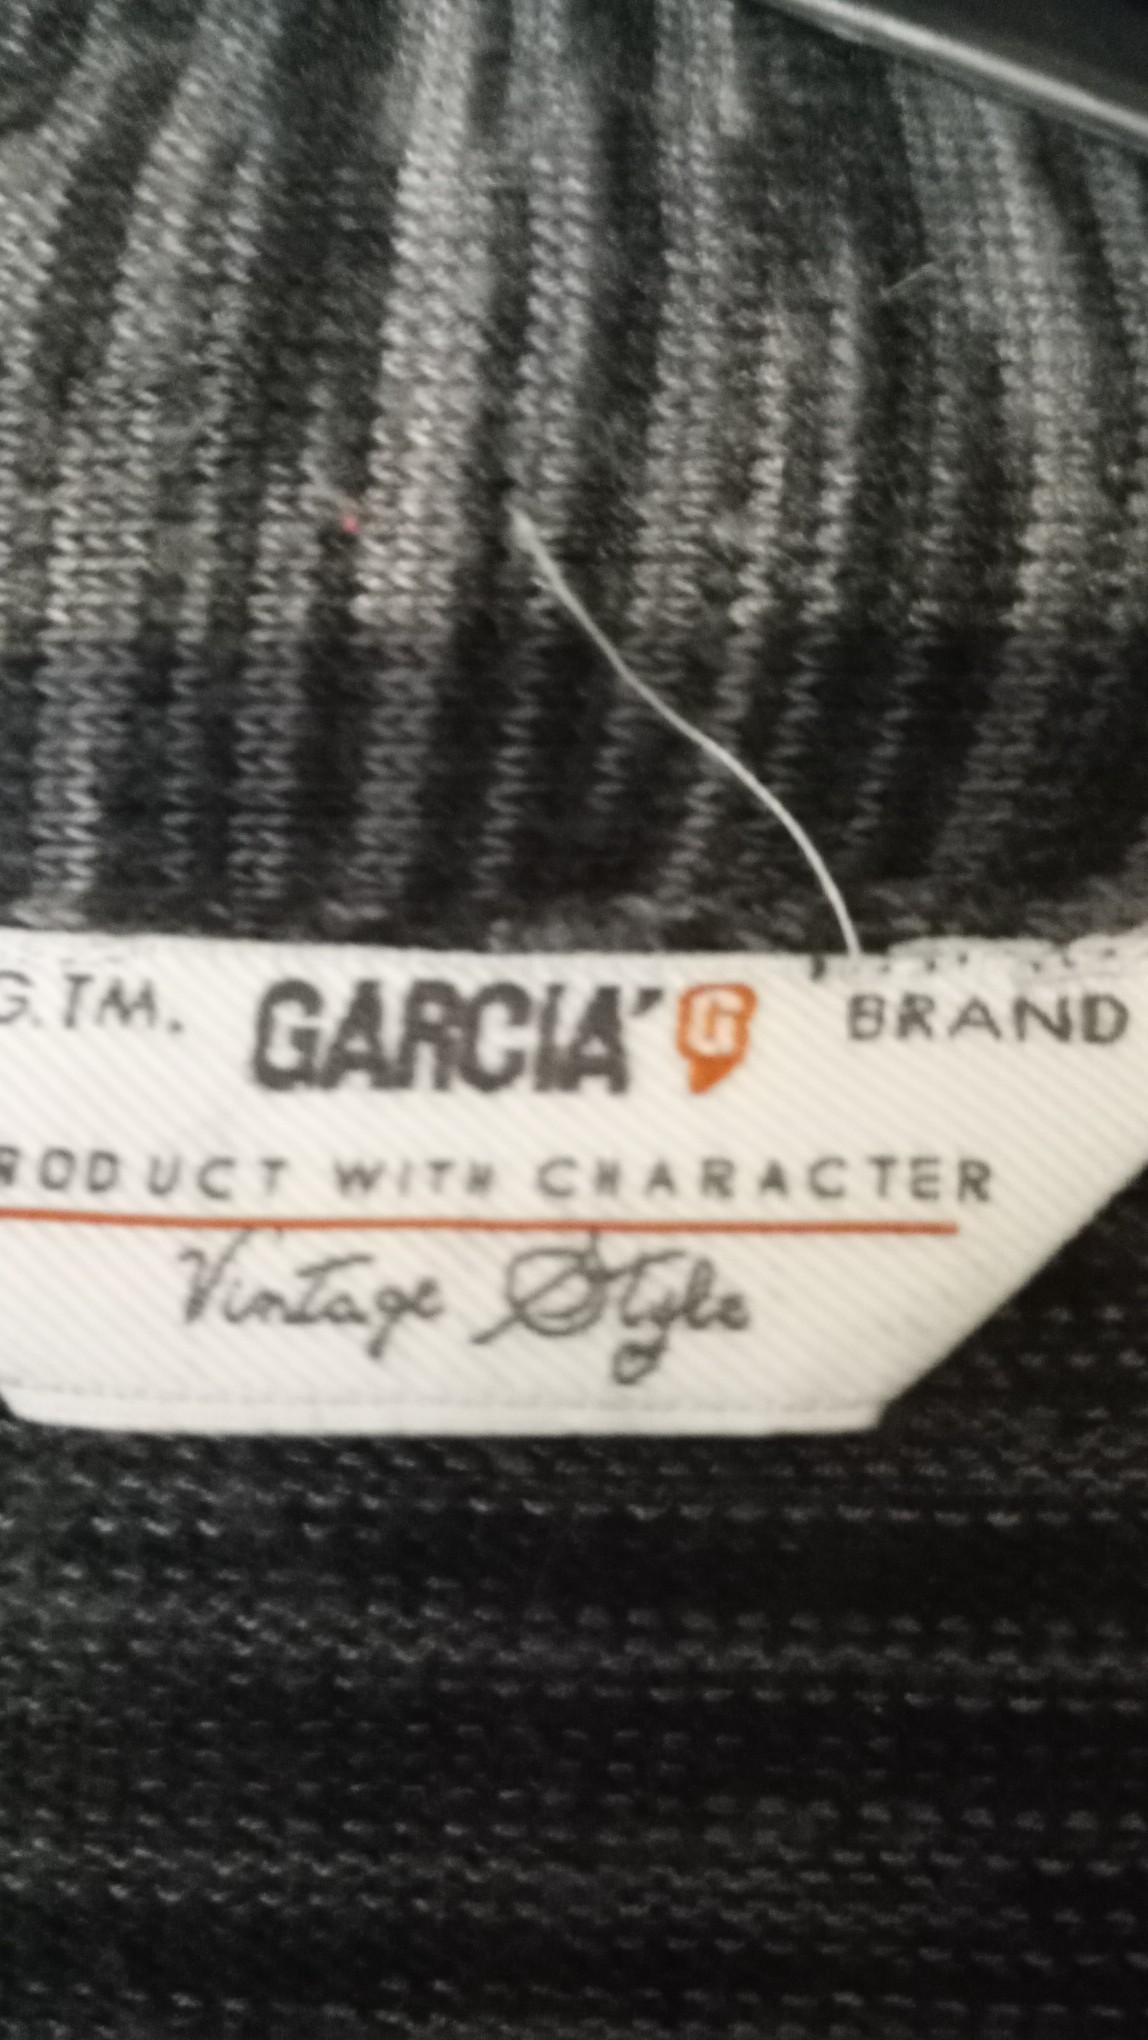 G.TM. GARCIA' G BRAND
RODUCT WITH CHARACTER
Vintage Style